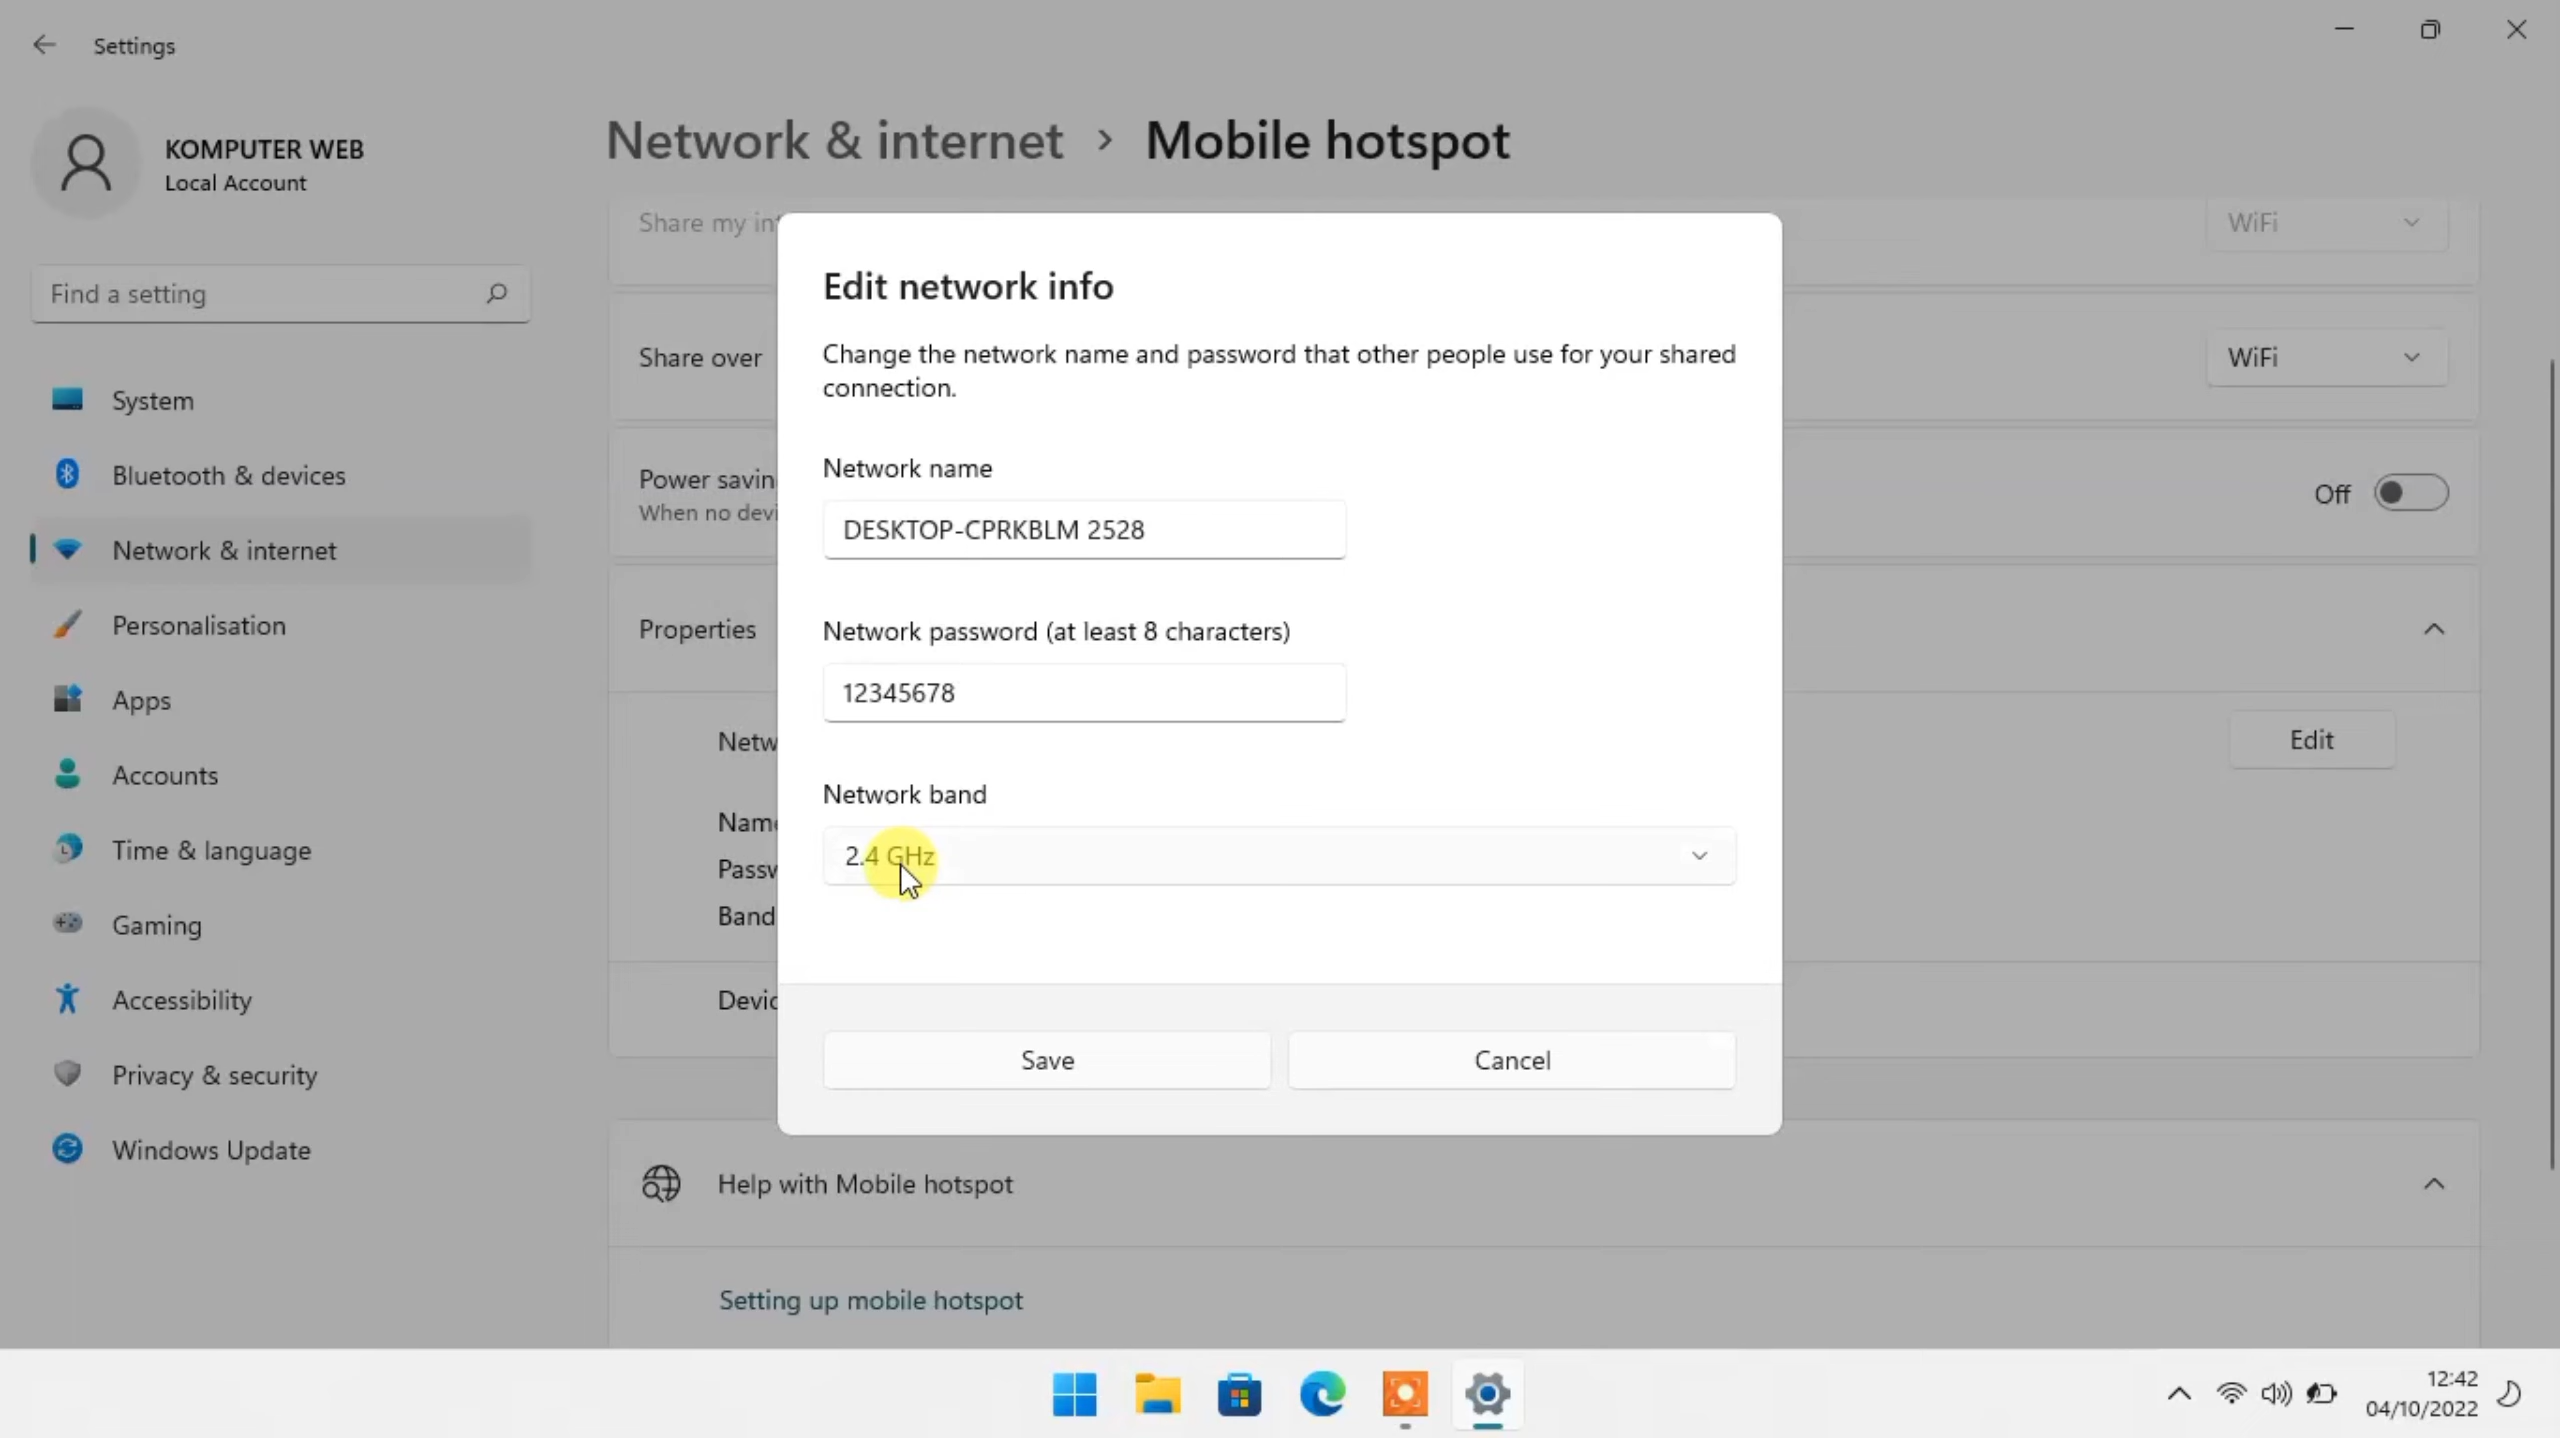 Settings
KOMPUTER WEB
Local Account
Find a setting
System
Bluetooth & devices
Network & internet
Personalisation
Apps
Accounts
Time & language
Gaming
Accessibility
Privacy & security
Windows Update
Network & internet > Mobile hotspot
Share my int
WiFi
Share over
WiFi
Power savin
When no devi
Off
Properties
Netw
Edit
Name
Passw
Band
Devic
Edit network info
Change the network name and password that other people use for your shared
connection.
Network name
DESKTOP-CPRKBLM 2528
Network password (at least 8 characters)
12345678
Network band
2.4 GHz
Save
Cancel
Help with Mobile hotspot
Setting up mobile hotspot
12:42
04/10/2022